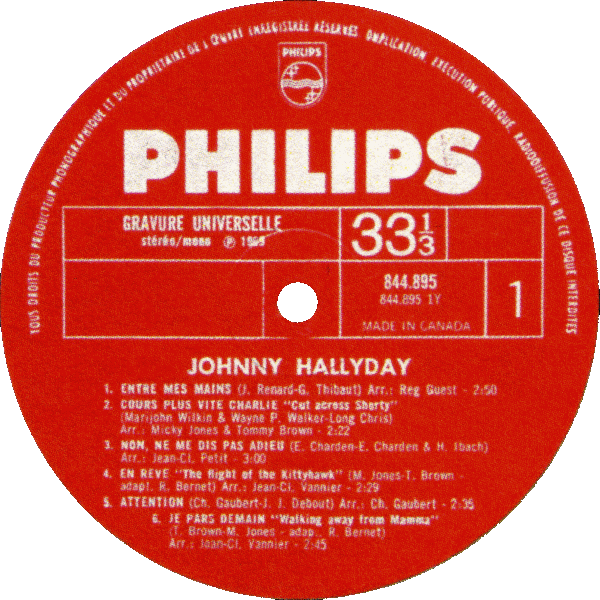 TOUS DROITS DU PRODUCTEUR PHONOGRAPHIQUE ET DU PROPRIETAIRE DE L'ŒUVRE ENREGISTRÉE RÉSERVÉS. DUPLICATION, EXECUTION PUBLIQUE, RADIODIFFUSION DE CE DISQUE INTERDITES
PHILIPS
PHILIPS
GRAVURE UNIVERSELLE
stéréo/mono ℗ 1969
33 1/3
844.895
844.895 1Y
MADE IN CANADA
1
JOHNNY HALLYDAY
1. ENTRE MES MAINS (J. Renard-G. Thibaut) Arr.: Reg Guest - 2:50
2. COURS PLUS VITE CHARLIE "Cut across Shorty"
(Marijohn Wilkin & Wayne P. Walker-Long Chris)
Arr.: Micky Jones & Tommy Brown - 2:22
3. NON, NE ME DIS PAS ADIEU (E. Charden-E. Charden & H. Ibach)
Arr.: Jean-Cl. Petit - 3:00
4. EN REVE "The flight of the Kittyhawk" (M. Jones-T. Brown -
adapt. R. Bernet) Arr.: Jean-Cl. Vannier - 2:29
5. ATTENTION (Ch. Gaubert-J. J. Debout) Arr.: Ch. Gaubert - 2:35
6. JE PARS DEMAIN "Walking away from Mamma"
(T. Brown-M. Jones - adap.. R. Bernet)
Arr.: Jean-Cl. Vannier - 2:45